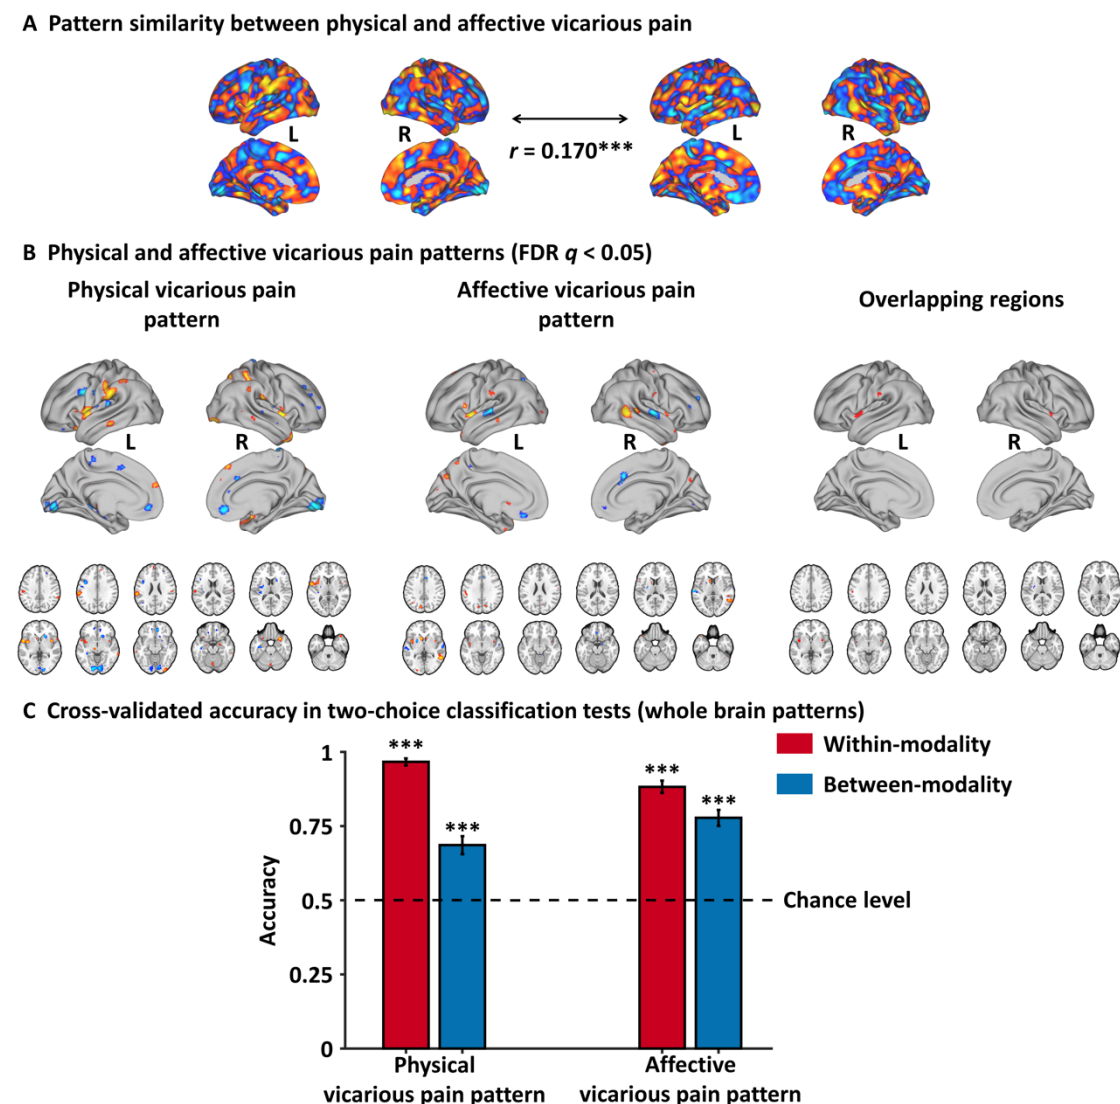 A Pattern similarity between physical and affective vicarious pain
L
R
r = 0.170***
L
R
B Physical and affective vicarious pain patterns (FDR q < 0.05)
Physical vicarious pain
pattern
Affective vicarious pain
pattern
Overlapping regions
L
R
L
R
L
R
C Cross-validated accuracy in two-choice classification tests (whole brain patterns)
Within-modality
Between-modality
***
***
***
***
1
0.75
0.5
0.25
0
Accuracy
Chance level
Physical
vicarious pain pattern
Affective
vicarious pain pattern